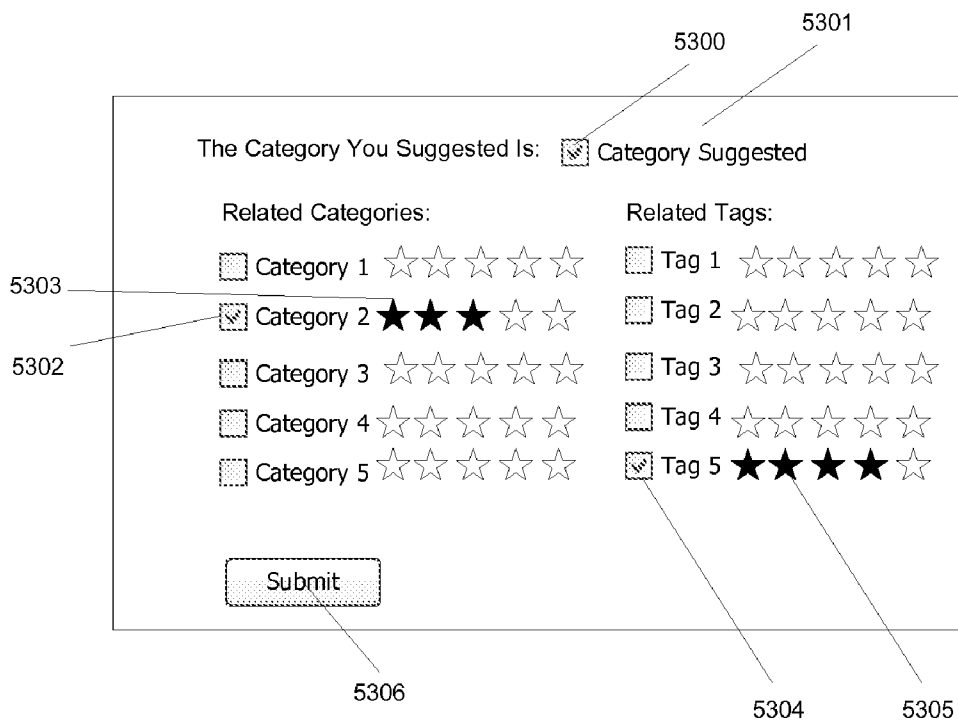 5301
5300
The Category You Suggested Is: Category Suggested
Related Categories: Related Tags:
Category 1 Tag 1
5303
Category 2 Tag 2
5302
Category 3 Tag 3
Category 4 Tag 4
Category 5 Tag 5
Submit
5306
5304 5305